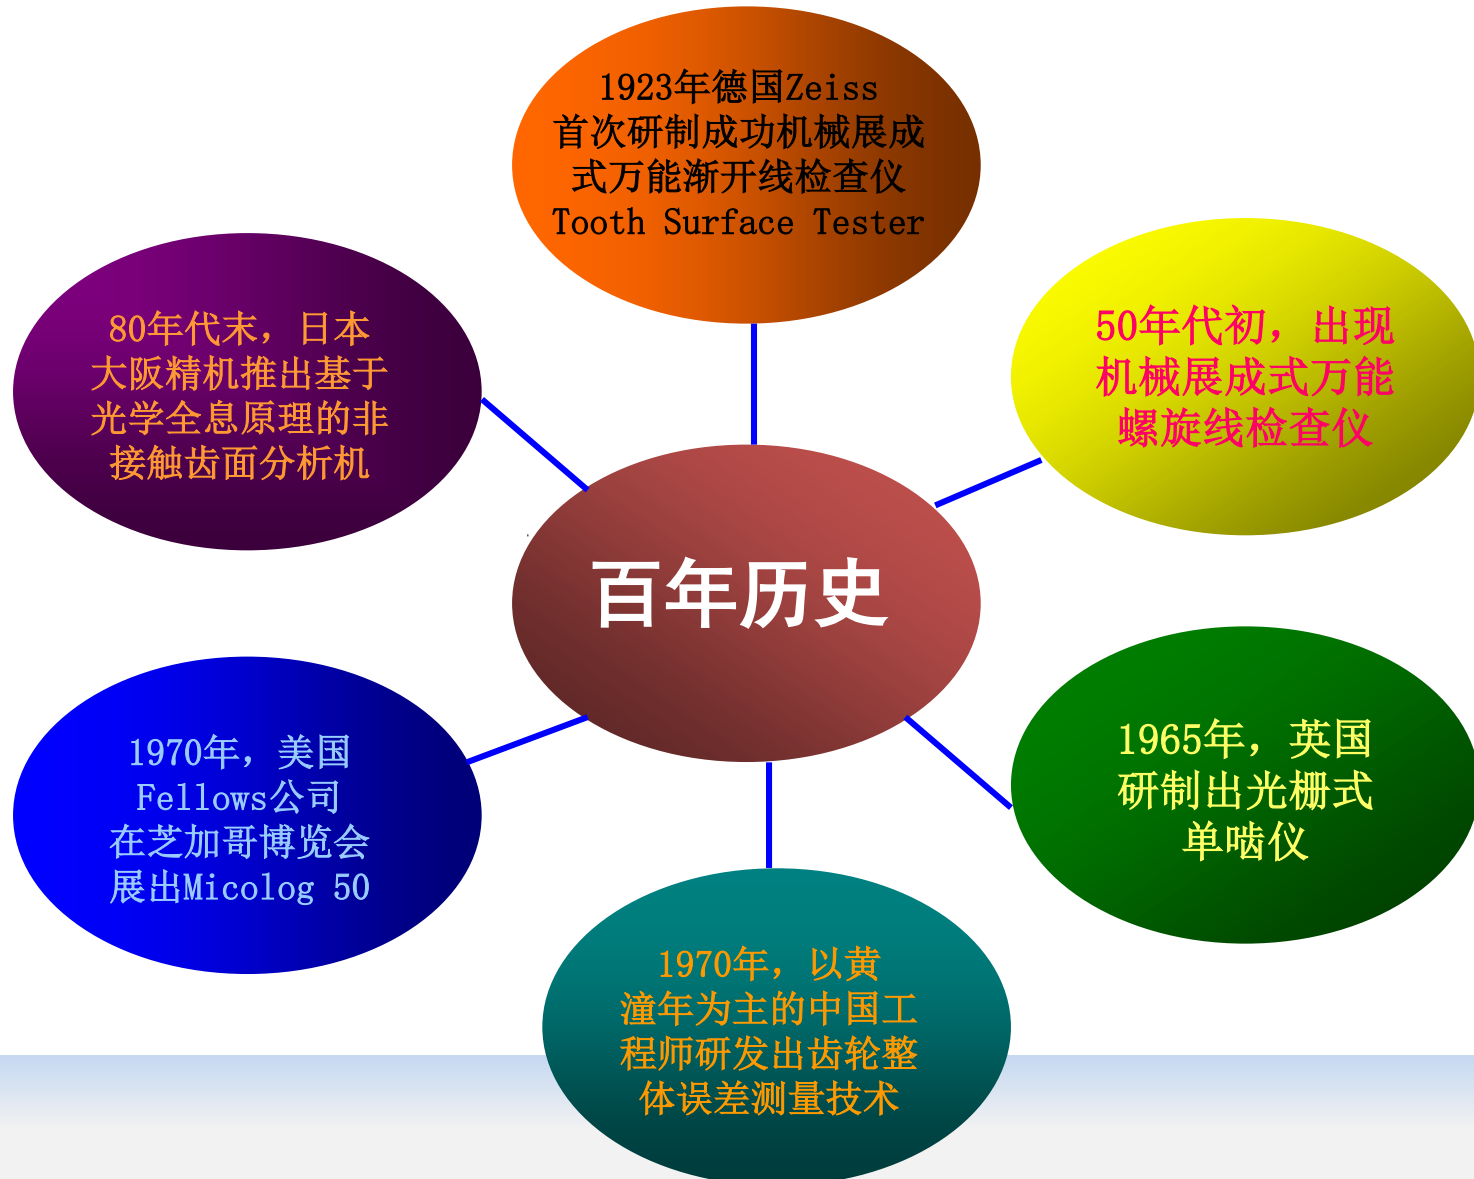 1923年德国Zeiss
首次研制成功机械展成
式万能渐开线检查仪
Tooth Surface Tester
50年代初，出现
机械展成式万能
螺旋线检查仪
1965年，英国
研制出光栅式
单啮仪
1970年，以黄
潼年为主的中国工
程师研发出齿轮整
体误差测量技术
1970年，美国
Fellows公司
在芝加哥博览会
展出Micolog 50
80年代末，日本
大阪精机推出基于
光学全息原理的非
接触齿面分析机
百年历史